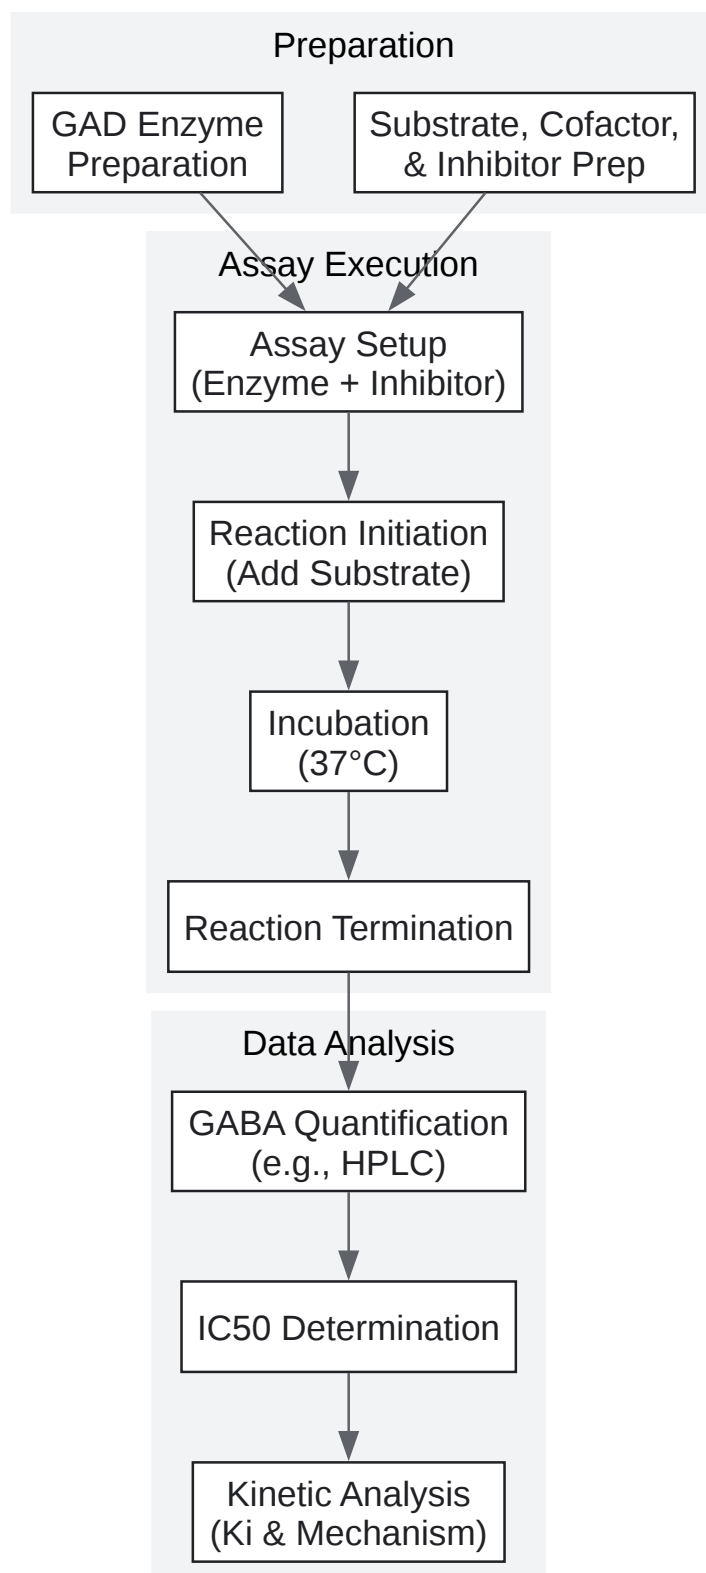 Preparation
GAD Enzyme
Preparation
Substrate, Cofactor,
& Inhibitor Prep
Assay Execution
Assay Setup
(Enzyme + Inhibitor)
Reaction Initiation
(Add Substrate)
Incubation
(37°C)
Reaction Termination
Data Analysis
GABA Quantification
(e.g., HPLC)
IC50 Determination
Kinetic Analysis
(Ki & Mechanism)